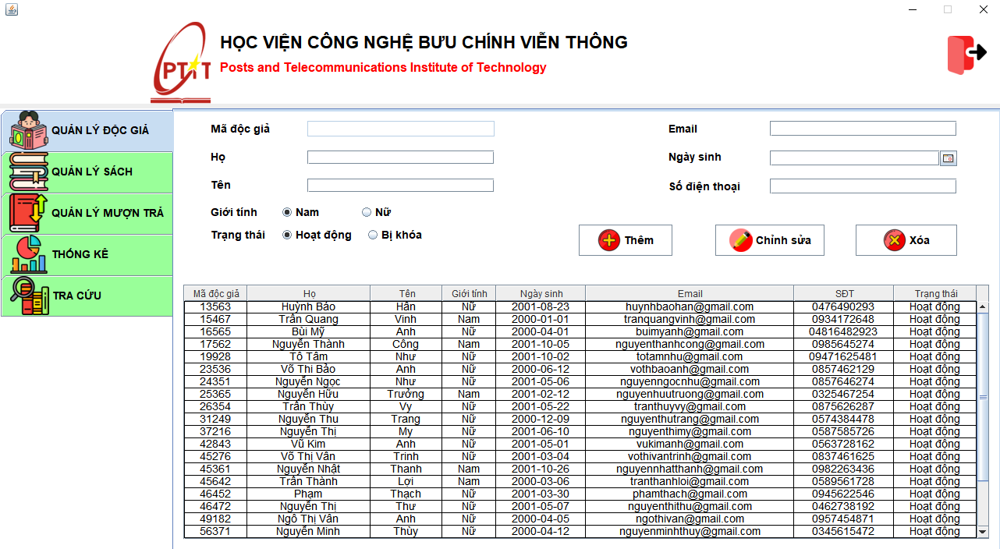 HỌC VIỆN CÔNG NGHỆ BƯU CHÍNH VIỄN THÔNG
Posts and Telecommunications Institute of Technology
PTIT
QUẢN LÝ ĐỘC GIẢ
QUẢN LÝ SÁCH
QUẢN LÝ MƯỢN TRẢ
THỐNG KÊ
TRA CỨU
Mã độc giả
Email
Họ
Ngày sinh
Tên
Số điện thoại
Giới tính Nam Nữ
Trạng thái Hoạt động Bị khóa
Thêm Chỉnh sửa Xóa
Mã độc giả Họ Tên Giới tính Ngày sinh Email SĐT Trạng thái
13563 Huỳnh Bảo Hân Nữ 2001-08-23 huynhbaohan@gmail.com 0476490293 Hoạt động
15467 Trần Quang Vinh Nam 2000-01-01 tranquangvinh@gmail.com 0934172648 Hoạt động
16565 Bùi Mỹ Anh Nữ 2000-04-01 buimyanh@gmail.com 04816482923 Hoạt động
17562 Nguyễn Thành Công Nam 2001-10-05 nguyenthanhcong@gmail.com 0985645274 Hoạt động
19928 Tô Tâm Như Nữ 2001-10-02 totamnhu@gmail.com 09471625481 Hoạt động
23536 Võ Thị Bảo Anh Nữ 2000-06-12 vothbaoanh@gmail.com 0857462129 Hoạt động
24351 Nguyễn Ngọc Như Nữ 2001-05-06 nguyenngocnhu@gmail.com 0857646274 Hoạt động
25365 Nguyễn Hữu Trưởng Nam 2001-02-12 nguyenhuutruong@gmail.com 0325467254 Hoạt động
26354 Trần Thùy Vy Nữ 2001-05-22 tranthuyvy@gmail.com 0875626287 Hoạt động
31249 Nguyễn Thu Trang Nữ 2000-12-09 nguyenthutrang@gmail.com 0574384478 Hoạt động
37216 Nguyễn Thị My Nữ 2001-06-10 nguyenthimy@gmail.com 0587585726 Hoạt động
42843 Vũ Kim Anh Nữ 2001-05-01 vukimanh@gmail.com 0563728162 Hoạt động
45276 Võ Thị Vân Trinh Nữ 2001-03-04 vothivantrinh@gmail.com 0837461625 Hoạt động
45361 Nguyễn Nhật Thanh Nam 2001-10-26 nguyennhatthanh@gmail.com 0982263436 Hoạt động
45642 Trần Thành Lợi Nam 2000-03-06 tranthanhloi@gmail.com 0589561728 Hoạt động
46452 Phạm Thạch Nữ 2001-03-30 phamthach@gmail.com 0945622546 Hoạt động
46472 Nguyễn Thị Thư Nữ 2001-05-07 nguyenthithu@gmail.com 0462738192 Hoạt động
49182 Ngô Thị Vân Anh Nữ 2000-04-05 ngothivan@gmail.com 0957454871 Hoạt động
56371 Nguyễn Minh Thùy Nữ 2000-04-12 nguyenminhthuy@gmail.com 0345615472 Hoạt động